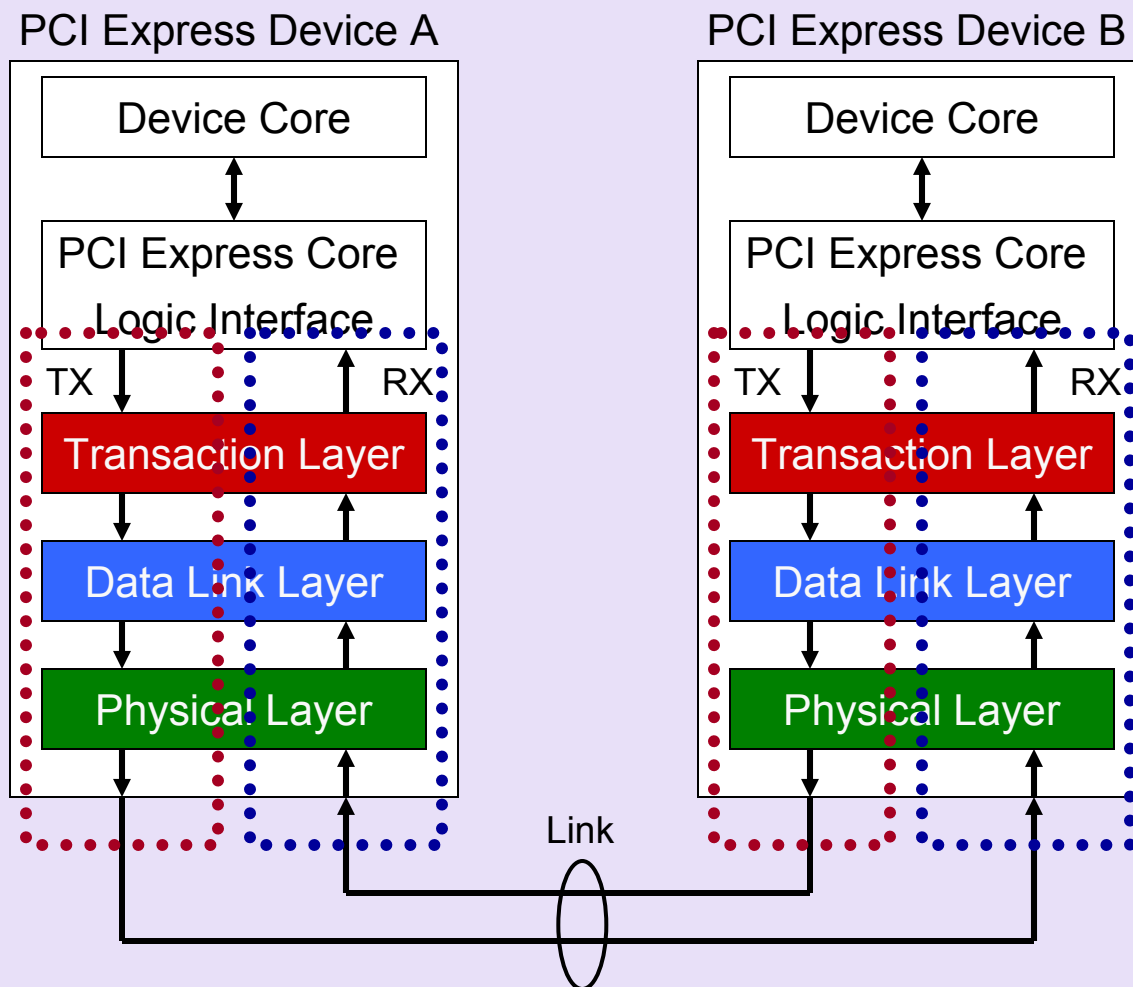 PCI Express Device A
Device Core
PCI Express Core
Logic Interface
TX
RX
Transaction Layer
Data Link Layer
Physical Layer
PCI Express Device B
Device Core
PCI Express Core
Logic Interface
TX
RX
Transaction Layer
Data Link Layer
Physical Layer
Link